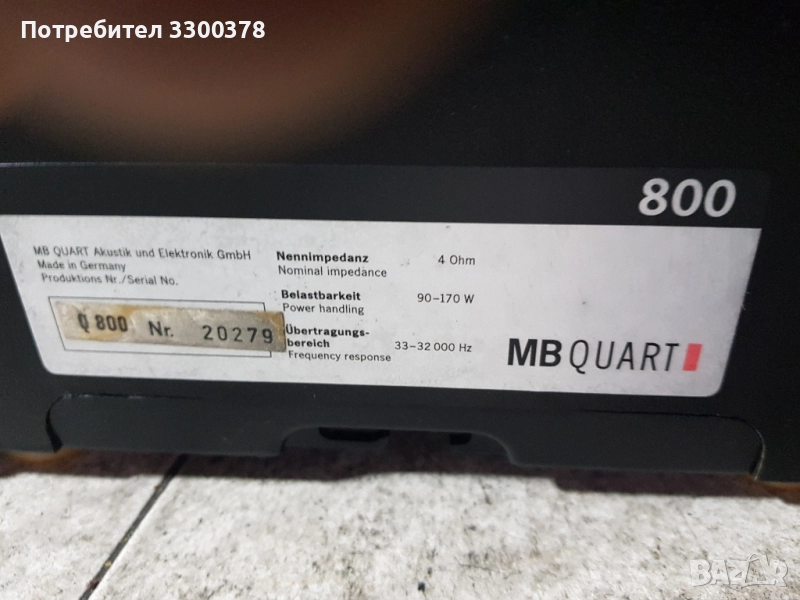 Потребител 3300378
800
MB QUART Akustik und Elektronik GmbH
Made in Germany
Produktions Nr./Serial No.
Q 800 Nr. 20279
Nennimpedanz 4 Ohm
Nominal impedance
Belastbarkeit 90–170 W
Power handling
Übertragungs-
bereich 33–32 000 Hz
Frequency response
MB QUART
BAZAR